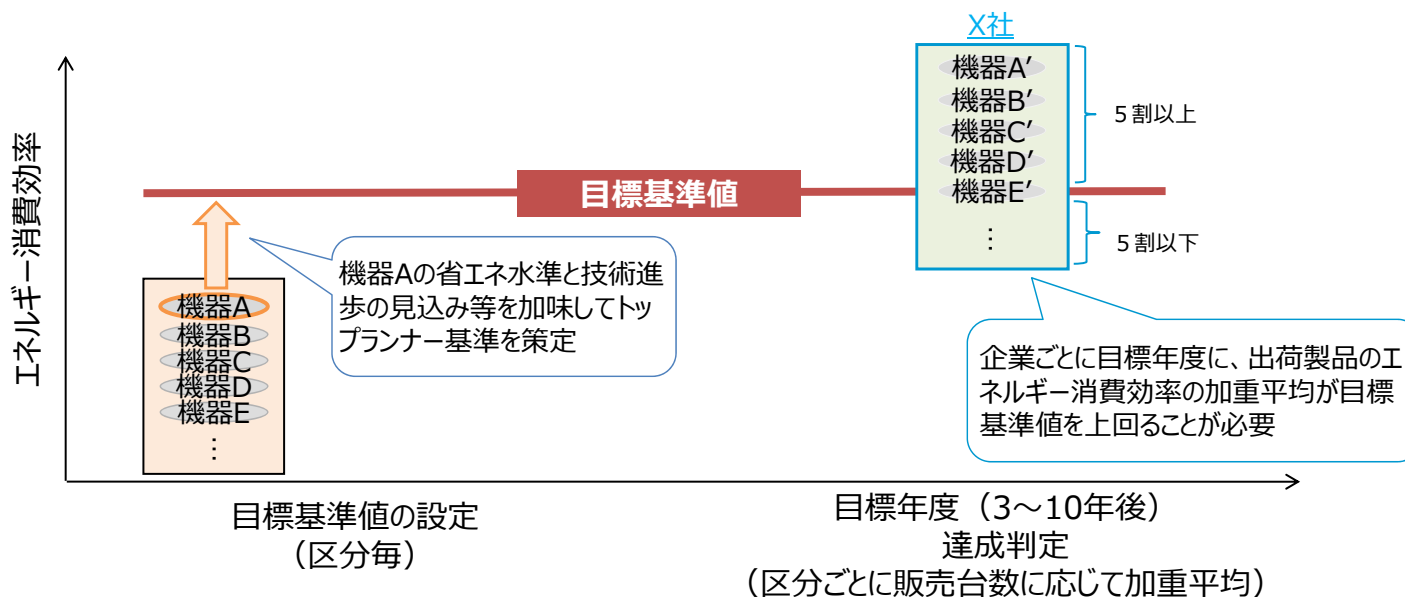 X社
機器A′
機器B′
機器C′
機器D′
機器E′
⋮
５割以上
５割以下
エネルギー消費効率
目標基準値
機器Aの省エネ水準と技術進
歩の見込み等を加味してトッ
プランナー基準を策定
機器A
機器B
機器C
機器D
機器E
⋮
企業ごとに目標年度に、出荷製品のエ
ネルギー消費効率の加重平均が目標
基準値を上回ることが必要
目標基準値の設定
（区分毎）
目標年度（3～10年後）
達成判定
（区分ごとに販売台数に応じて加重平均）